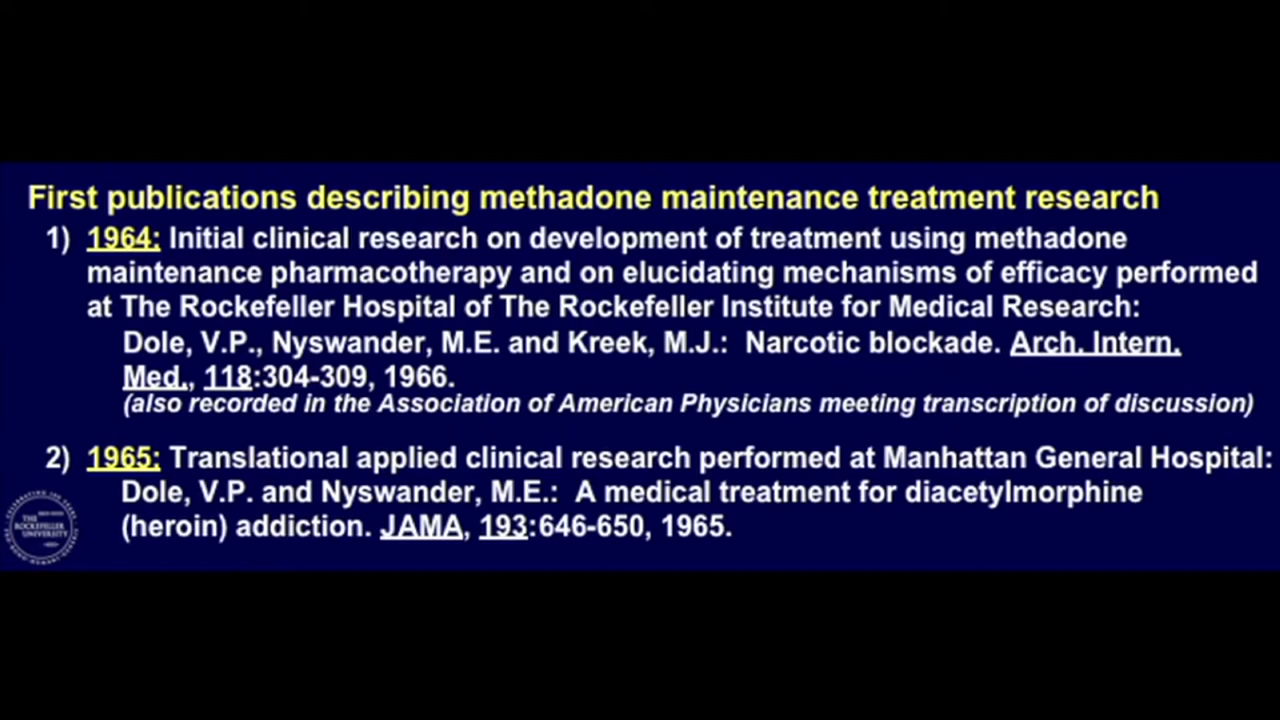 First publications describing methadone maintenance treatment research
1) 1964: Initial clinical research on development of treatment using methadone
maintenance pharmacotherapy and on elucidating mechanisms of efficacy performed
at The Rockefeller Hospital of The Rockefeller Institute for Medical Research:
Dole, V.P., Nyswander, M.E. and Kreek, M.J.: Narcotic blockade. Arch. Intern.
Med., 118:304-309, 1966.
(also recorded in the Association of American Physicians meeting transcription of discussion)
2) 1965: Translational applied clinical research performed at Manhattan General Hospital:
Dole, V.P. and Nyswander, M.E.: A medical treatment for diacetylmorphine
(heroin) addiction. JAMA, 193:646-650, 1965.
THE
ROCKEFELLER
UNIVERSITY